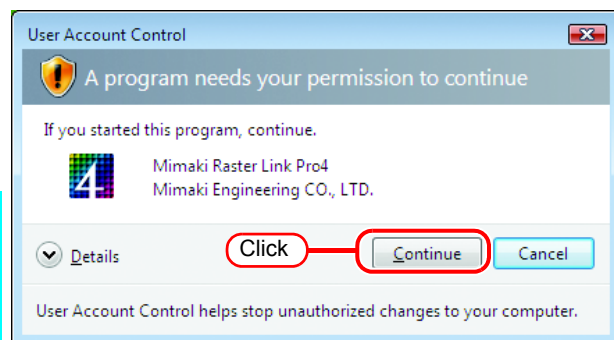 User Account Control
A program needs your permission to continue
If you started this program, continue.
4
Mimaki Raster Link Pro4
Mimaki Engineering CO., LTD.
Details
Click
Continue
Cancel
User Account Control helps stop unauthorized changes to your computer.